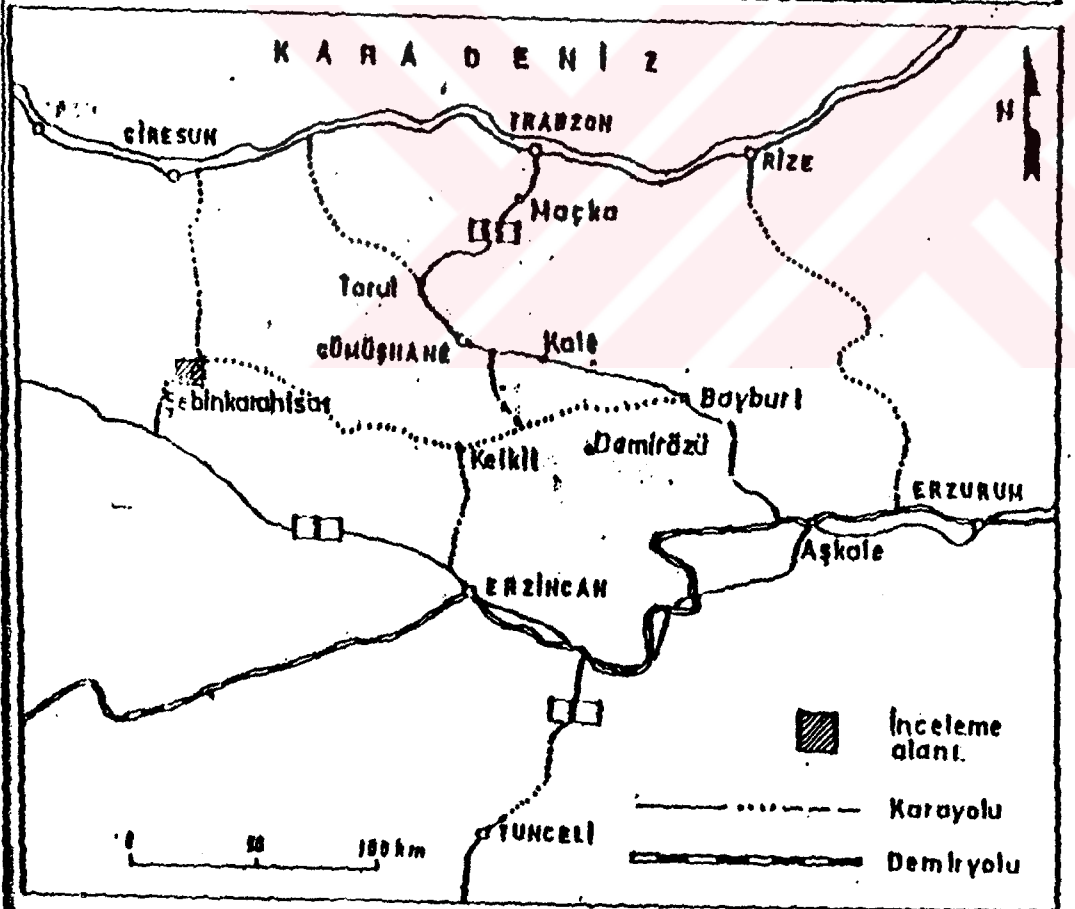 KARA DENİZ
GİRESUN
TRABZON
N
RİZE
Maçka
Torul
GÜMÜŞHANE
Kale
Şebinkarahisar
Bayburt
Kelkit
Demirözü
ERZURUM
Aşkale
ERZİNCAN
İnceleme
alanı.
Karayolu
0 50 100 km
TUNCELİ
Demiryolu